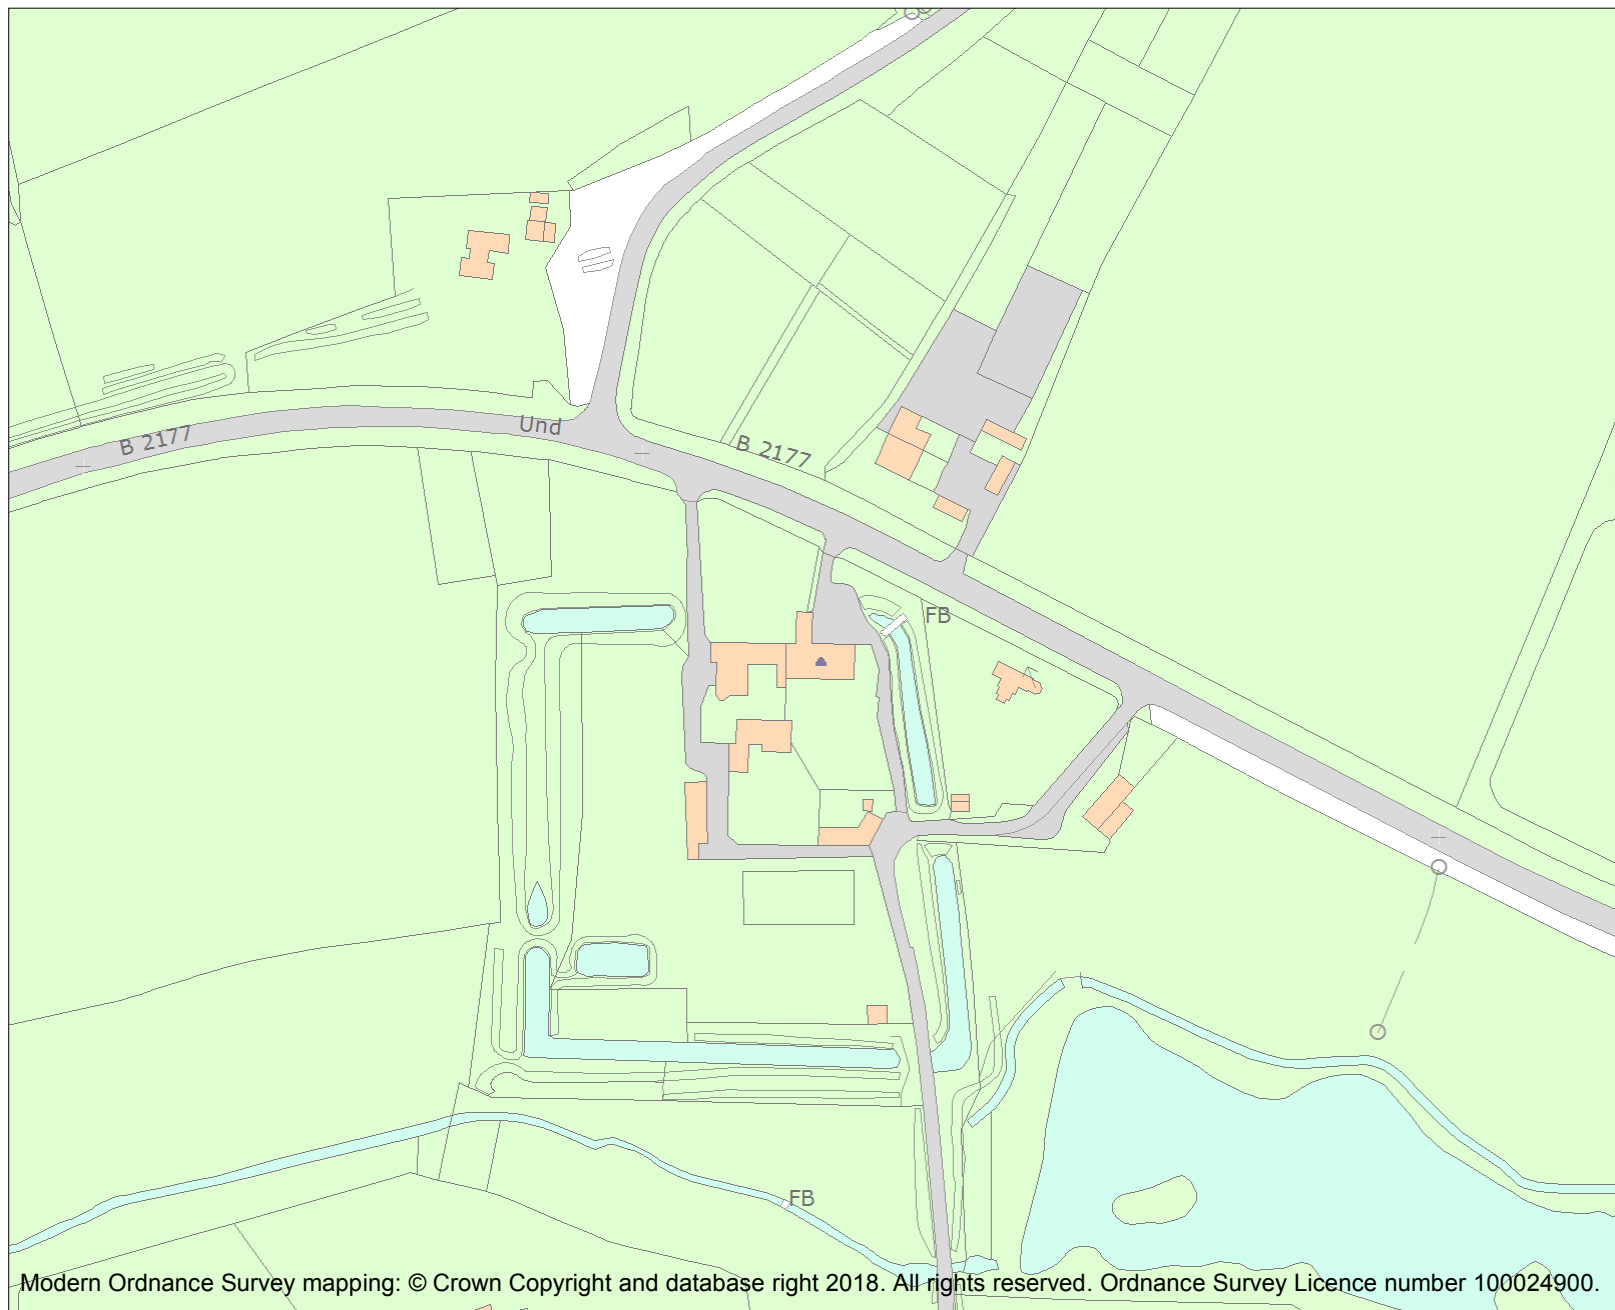 B 2177
Und
B 2177
FB
FB
Modern Ordnance Survey mapping: © Crown Copyright and database right 2018. All rights reserved. Ordnance Survey Licence number 100024900.